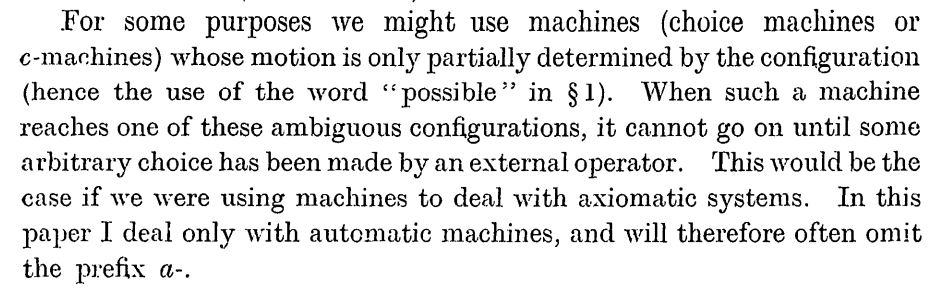 For some purposes we might use machines (choice machines or
c-machines) whose motion is only partially determined by the configuration
(hence the use of the word “possible” in § 1). When such a machine
reaches one of these ambiguous configurations, it cannot go on until some
arbitrary choice has been made by an external operator. This would be the
case if we were using machines to deal with axiomatic systems. In this
paper I deal only with automatic machines, and will therefore often omit
the prefix a-.